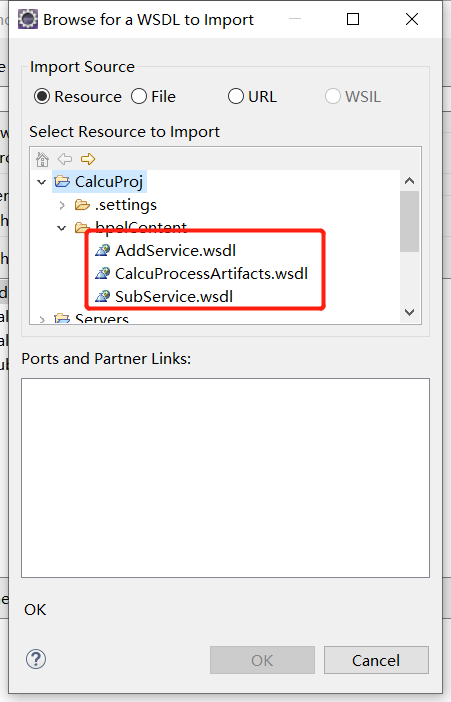 Browse for a WSDL to Import
Import Source
Resource File URL WSIL
Select Resource to Import
CalcuProj
.settings
bpelContent
AddService.wsdl
CalcuProcessArtifacts.wsdl
SubService.wsdl
Servers
Ports and Partner Links:
OK
OK Cancel